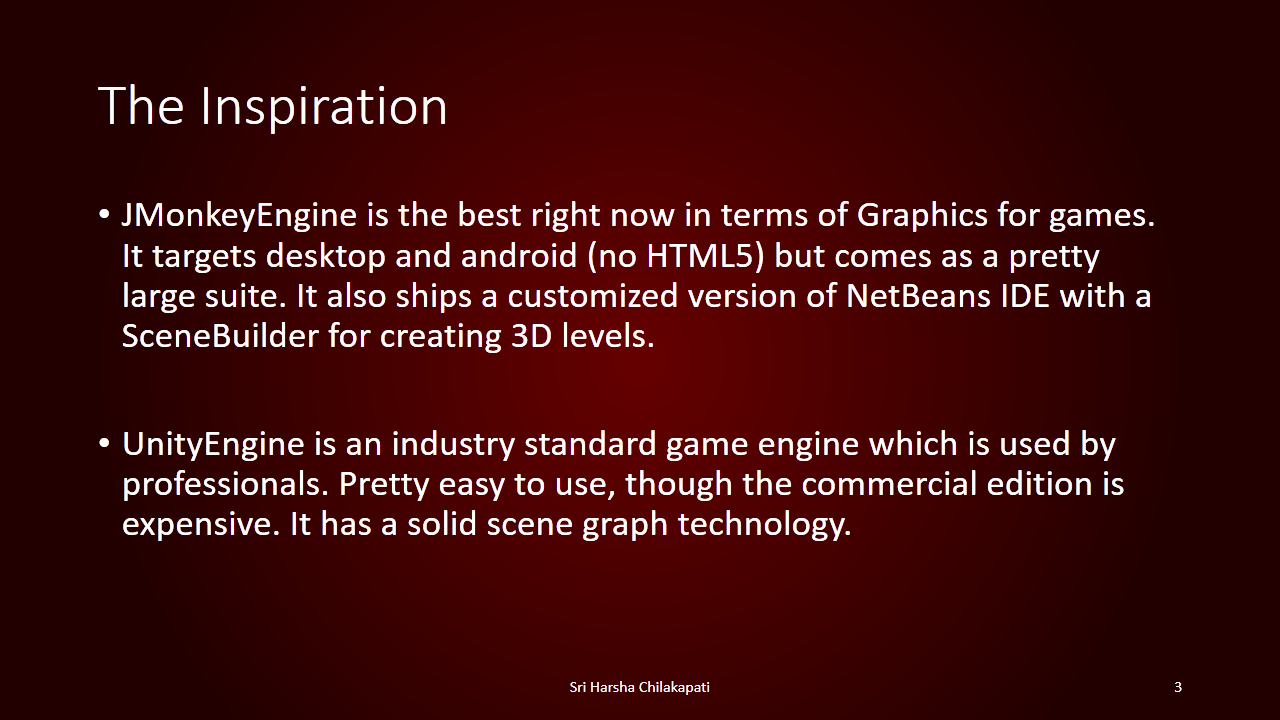 The Inspiration
• JMonkeyEngine is the best right now in terms of Graphics for games.
It targets desktop and android (no HTML5) but comes as a pretty
large suite. It also ships a customized version of NetBeans IDE with a
SceneBuilder for creating 3D levels.
• UnityEngine is an industry standard game engine which is used by
professionals. Pretty easy to use, though the commercial edition is
expensive. It has a solid scene graph technology.
Sri Harsha Chilakapati
3